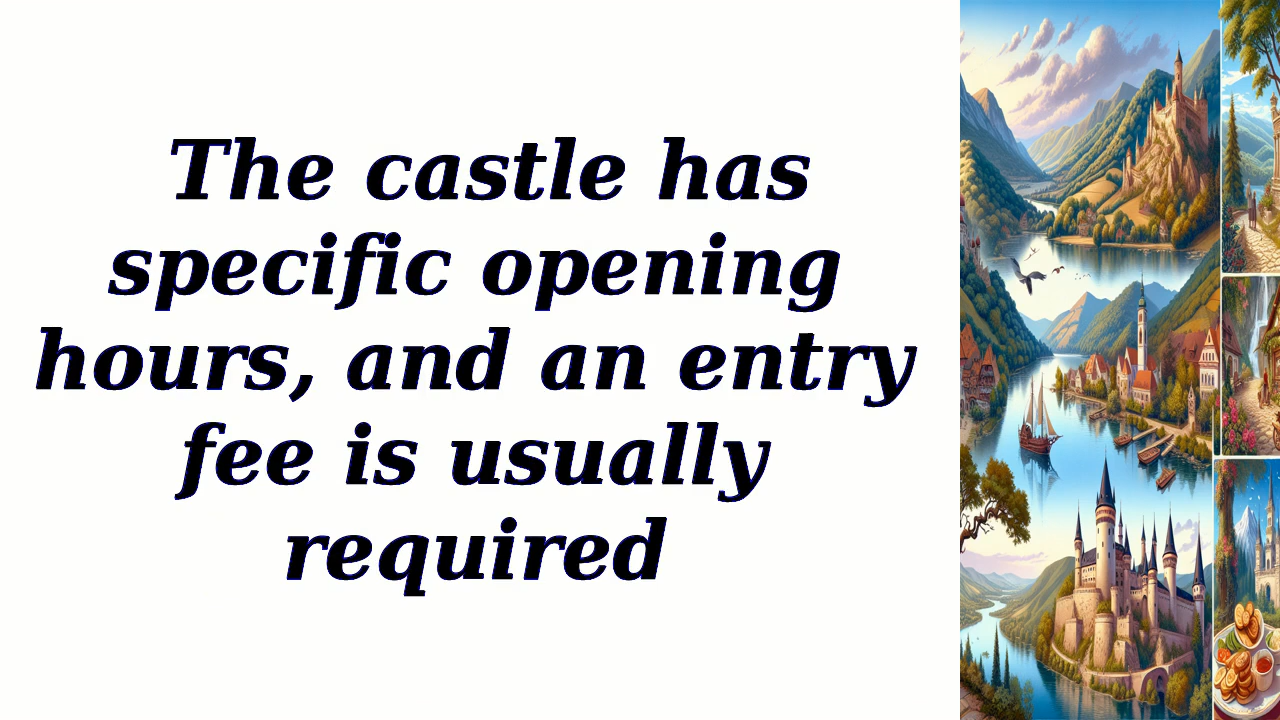 The castle has
specific opening
hours, and an entry
fee is usually
required